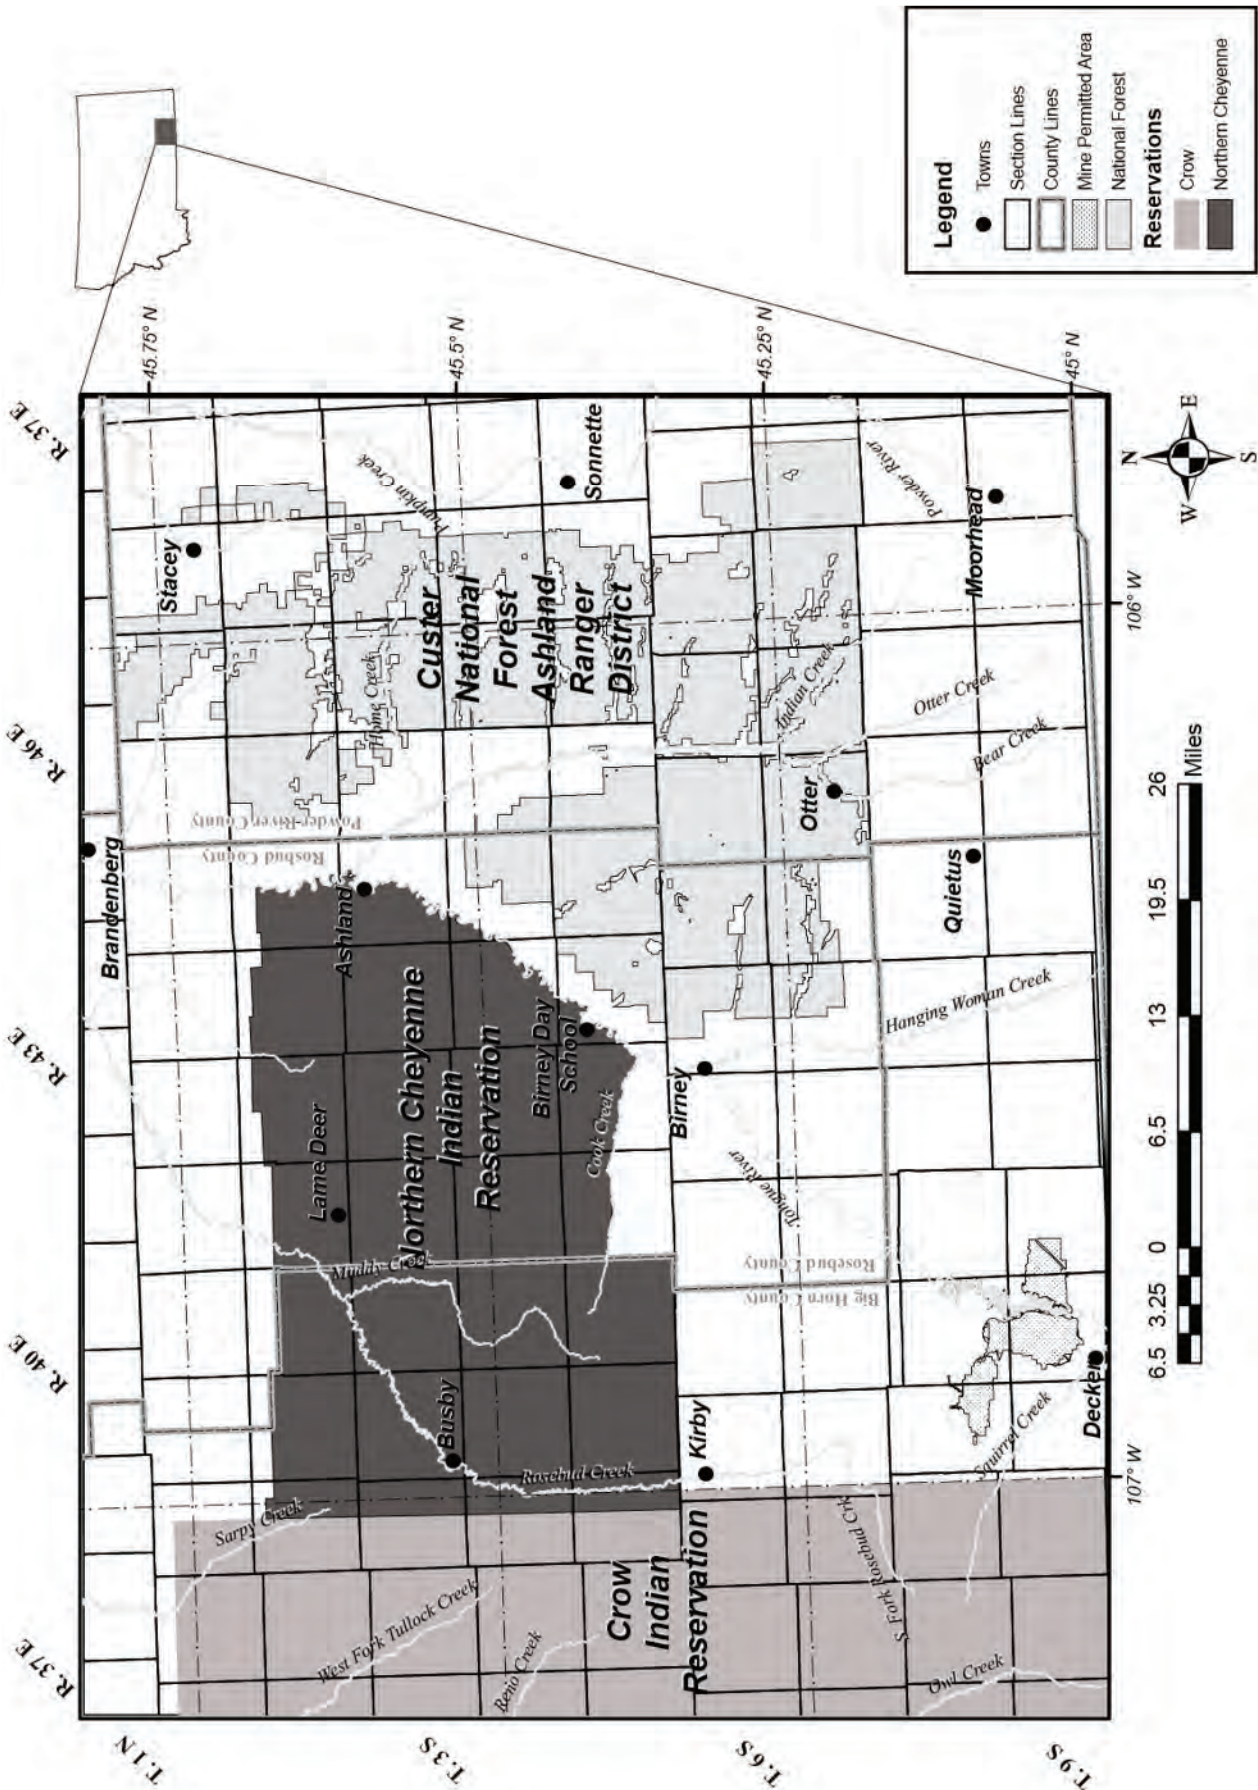 R. 37 E
R. 40 E
R. 43 E
R. 46 E
R. 37 E
T.1N
T.3S
T.6S
T.9S
45.75° N
45.5° N
45.25° N
45° N
107° W
106° W
Brandenberg
Stacey
Ashland
Lame Deer
Busby
Kirby
Birney Day
School
Birney
Sonnette
Otter
Quietus
Moorhead
Decker
Northern Cheyenne
Indian
Reservation
Crow
Indian
Reservation
Custer
National
Forest
Ashland
Ranger
District
Sarpy Creek
West Fork Tullock Creek
Reno Creek
Rosebud Creek
Muddy Creek
Cook Creek
Tongue River
S Fork Rosebud Crk
Squirrel Creek
Owl Creek
Hanging Woman Creek
Bear Creek
Otter Creek
Indian Creek
Home Creek
Pumpkin Creek
Powder River
Powder River County
Rosbud County
Rosebud County
Big Horn County
Legend
Towns
Section Lines
County Lines
Mine Permitted Area
National Forest
Reservations
Crow
Northern Cheyenne
N
E
S
W
6.5 3.25 0 6.5 13 19.5 26
Miles